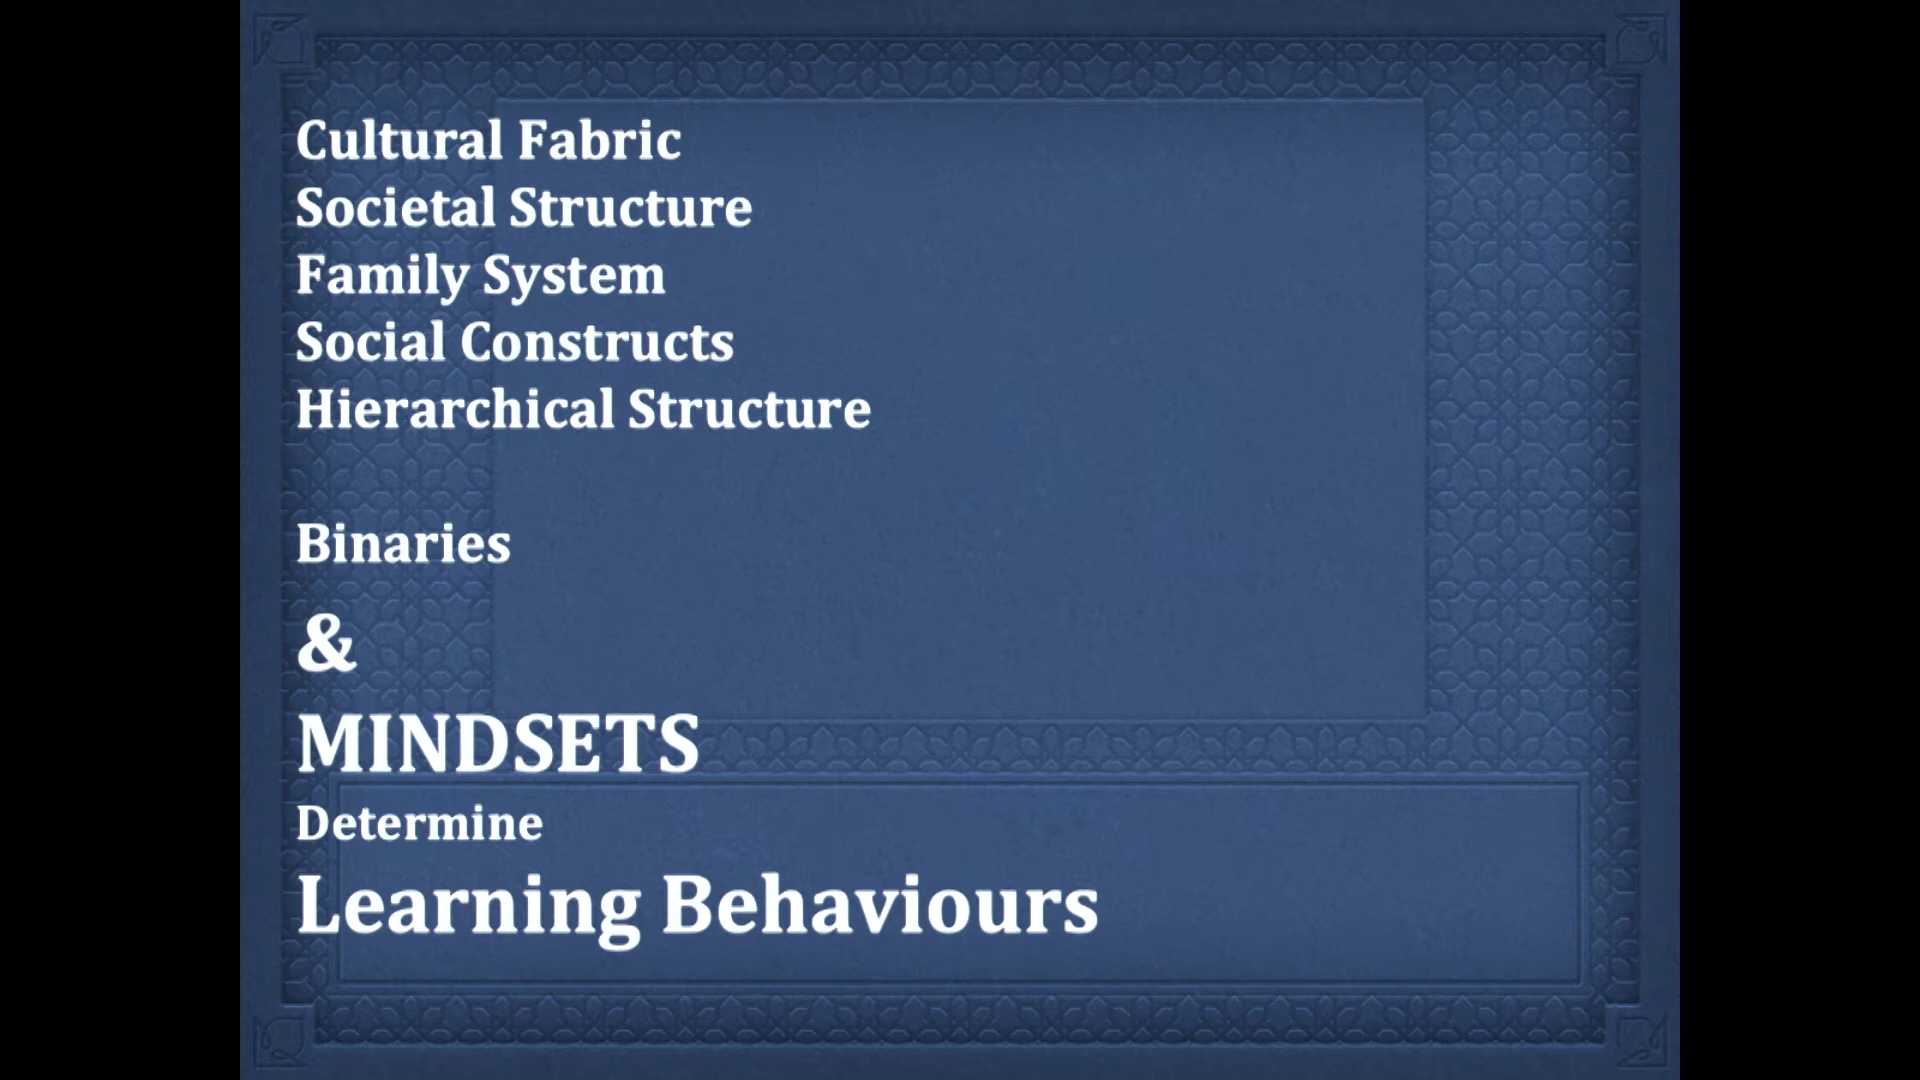 Cultural Fabric
Societal Structure
Family System
Social Constructs
Hierarchical Structure
Binaries
&
MINDSETS
Determine
Learning Behaviours